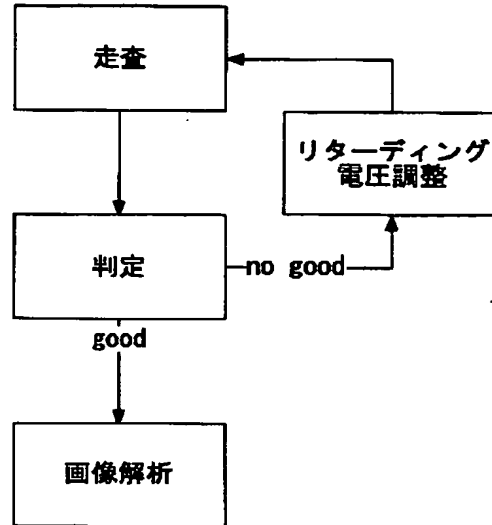 走査
リターディング
電圧調整
判定
no good
good
画像解析